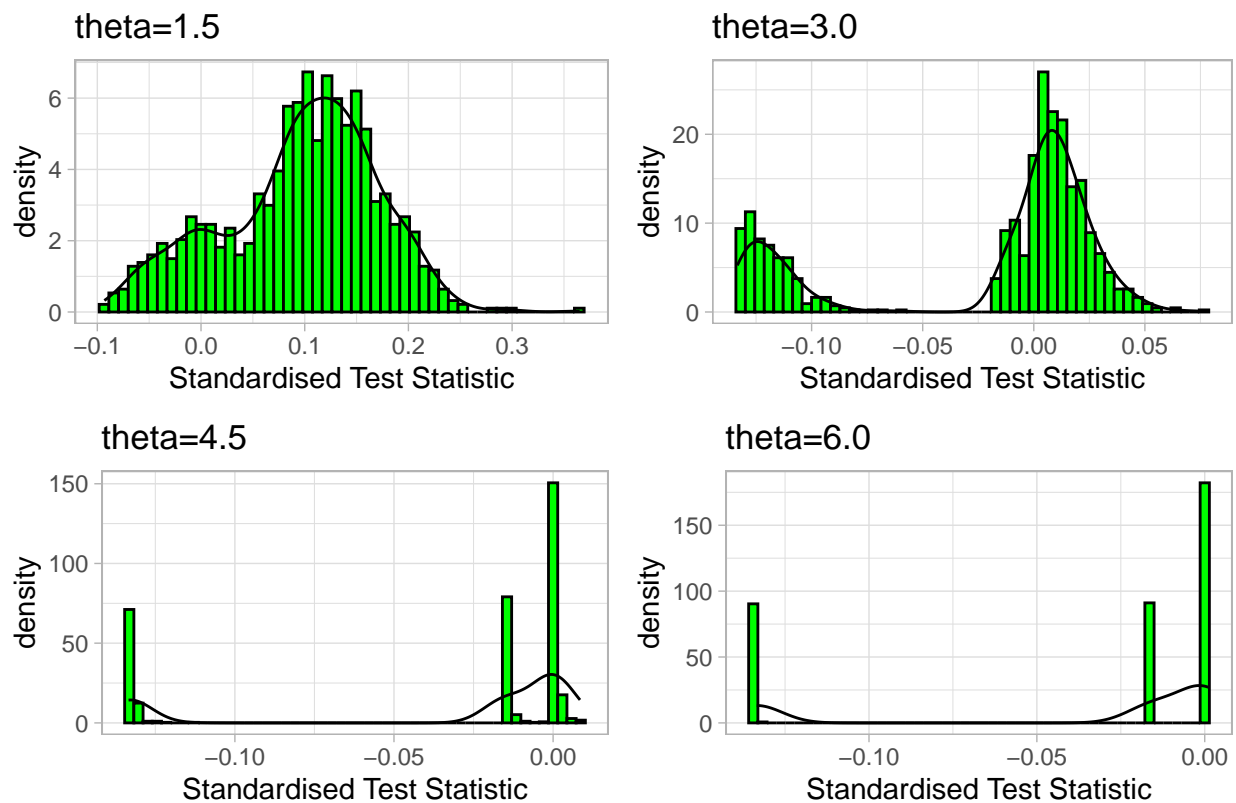 theta=1.5
density
6
4
2
0
−0.1 0.0 0.1 0.2 0.3
Standardised Test Statistic
theta=3.0
density
20
10
0
−0.10 −0.05 0.00 0.05
Standardised Test Statistic
theta=4.5
density
150
100
50
0
−0.10 −0.05 0.00
Standardised Test Statistic
theta=6.0
density
150
100
50
0
−0.10 −0.05 0.00
Standardised Test Statistic